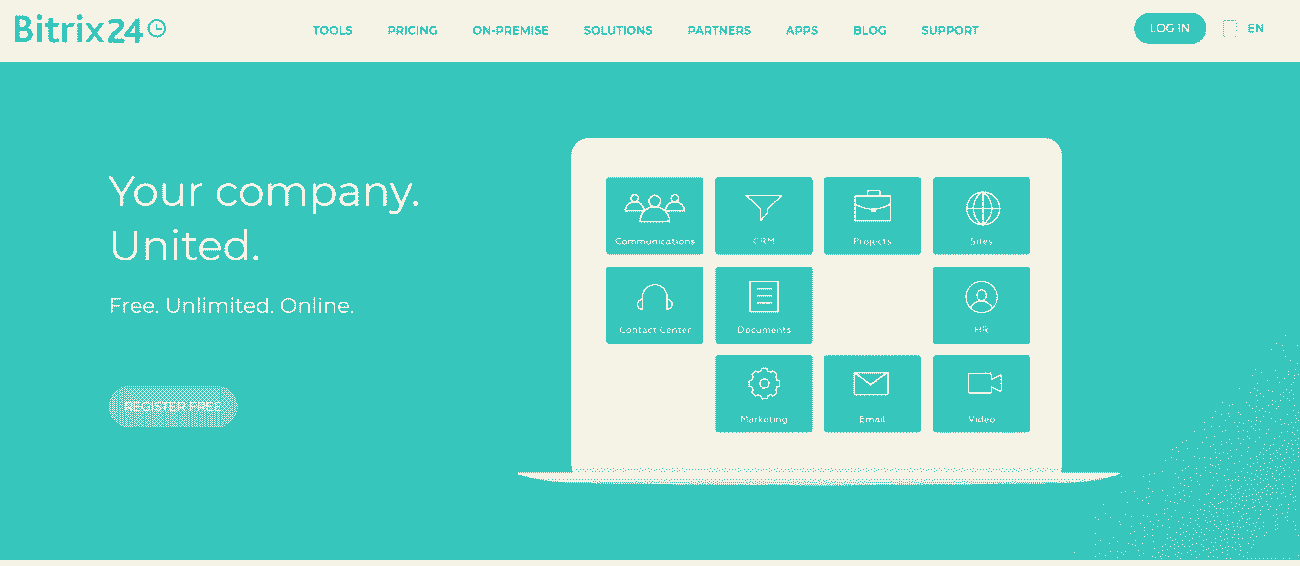 Bitrix24
TOOLS PRICING ON-PREMISE SOLUTIONS PARTNERS APPS BLOG SUPPORT
LOG IN EN
Your company.
United.
Free. Unlimited. Online.
REGISTER FREE
Communications CRM Projects Sites
Contact Center Documents HR
Marketing Email Video